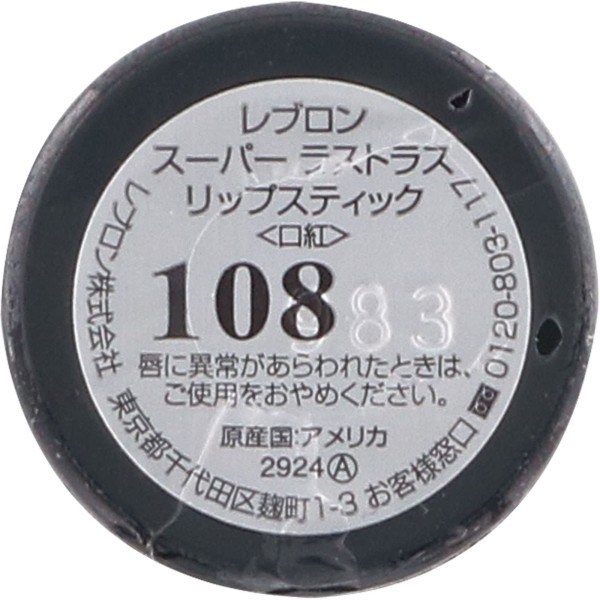 レブロン
スーパー ラストラス
リップスティック
<口紅>
108
83
唇に異常があらわれたときは、
ご使用をおやめください。
原産国:アメリカ
2924Ⓐ
レブロン株式会社 東京都千代田区麹町1-3 お客様窓口 0120-803-117